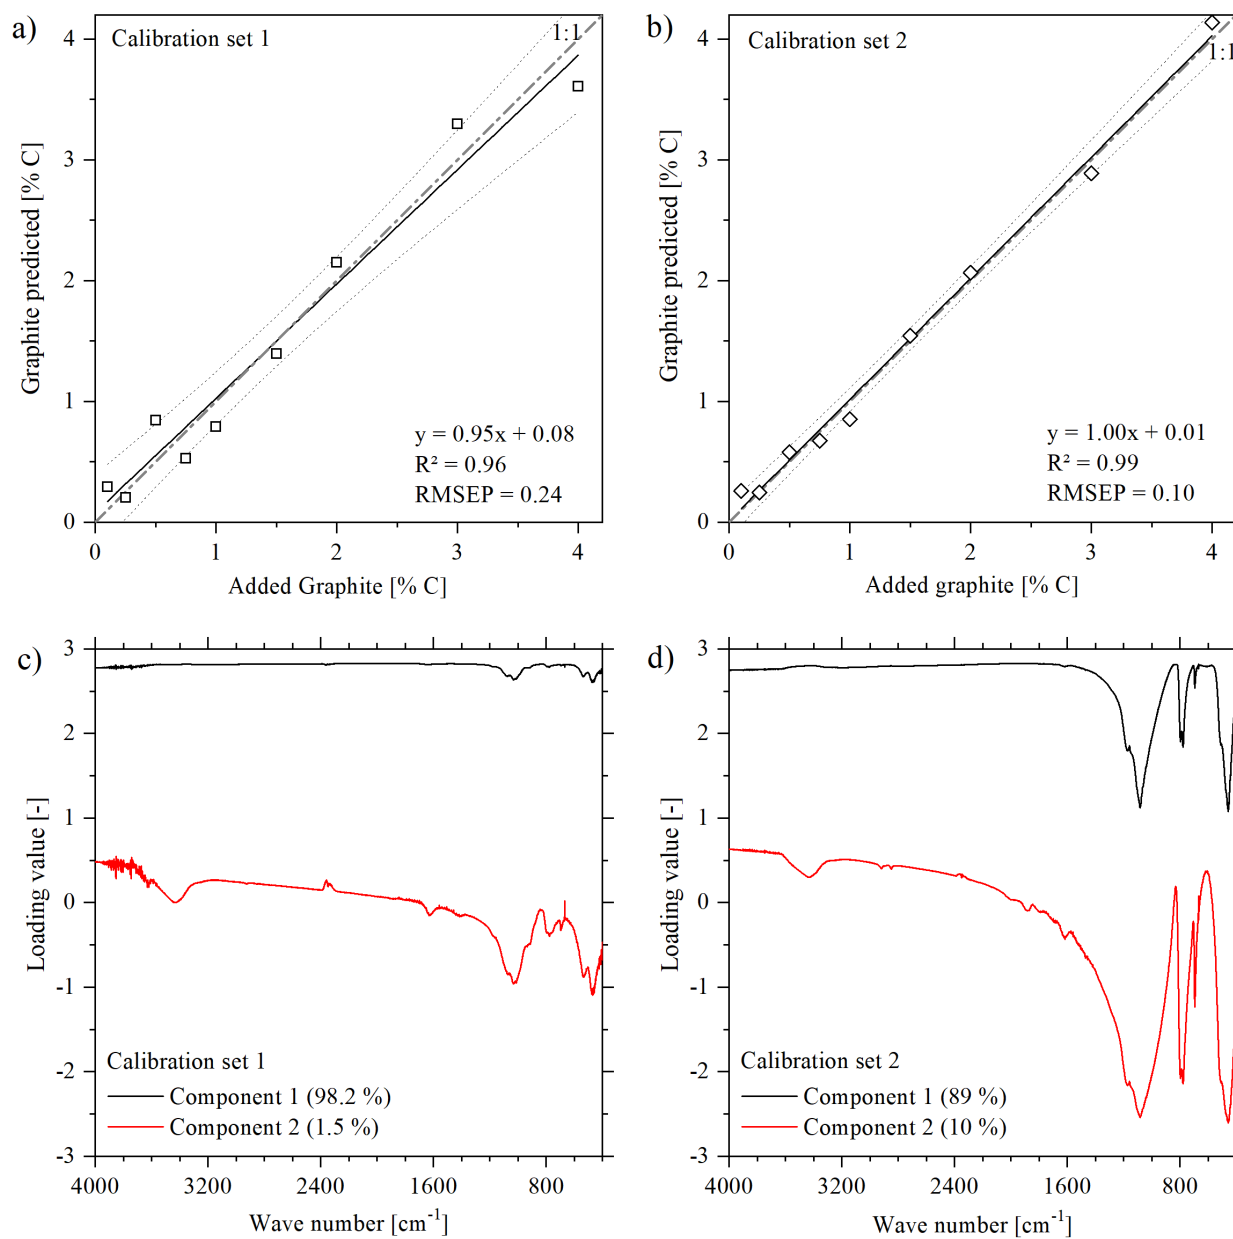 a)
Calibration set 1
1:1
4
3
2
1
0
Graphite predicted [% C]
y = 0.95x + 0.08
R² = 0.96
RMSEP = 0.24
0 1 2 3 4
Added Graphite [% C]
b)
Calibration set 2
1:1
4
3
2
1
0
Graphite predicted [% C]
y = 1.00x + 0.01
R² = 0.99
RMSEP = 0.10
0 1 2 3 4
Added graphite [% C]
c)
3
2
1
0
-1
-2
-3
Loading value [-]
Calibration set 1
Component 1 (98.2 %)
Component 2 (1.5 %)
4000 3200 2400 1600 800
Wave number [cm⁻¹]
d)
3
2
1
0
-1
-2
-3
Loading value [-]
Calibration set 2
Component 1 (89 %)
Component 2 (10 %)
4000 3200 2400 1600 800
Wave number [cm⁻¹]